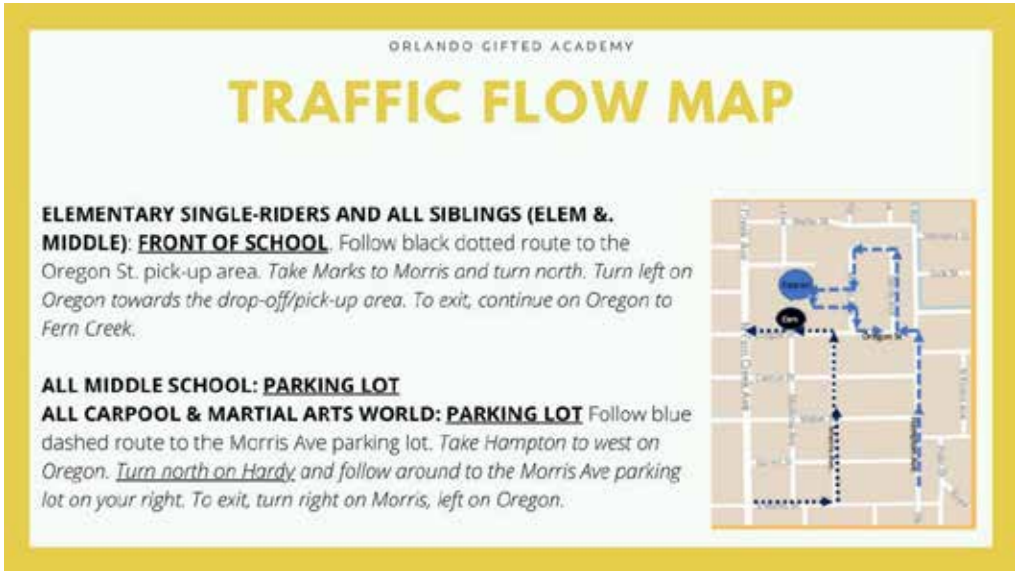 ORLANDO GIFTED ACADEMY
TRAFFIC FLOW MAP
ELEMENTARY SINGLE-RIDERS AND ALL SIBLINGS (ELEM &.
MIDDLE): FRONT OF SCHOOL. Follow black dotted route to the
Oregon St. pick-up area. Take Marks to Morris and turn north. Turn left on
Oregon towards the drop-off/pick-up area. To exit, continue on Oregon to
Fern Creek.
ALL MIDDLE SCHOOL: PARKING LOT
ALL CARPOOL & MARTIAL ARTS WORLD: PARKING LOT Follow blue
dashed route to the Morris Ave parking lot. Take Hampton to west on
Oregon. Turn north on Hardy and follow around to the Morris Ave parking
lot on your right. To exit, turn right on Morris, left on Oregon.
Elem
Oregon St